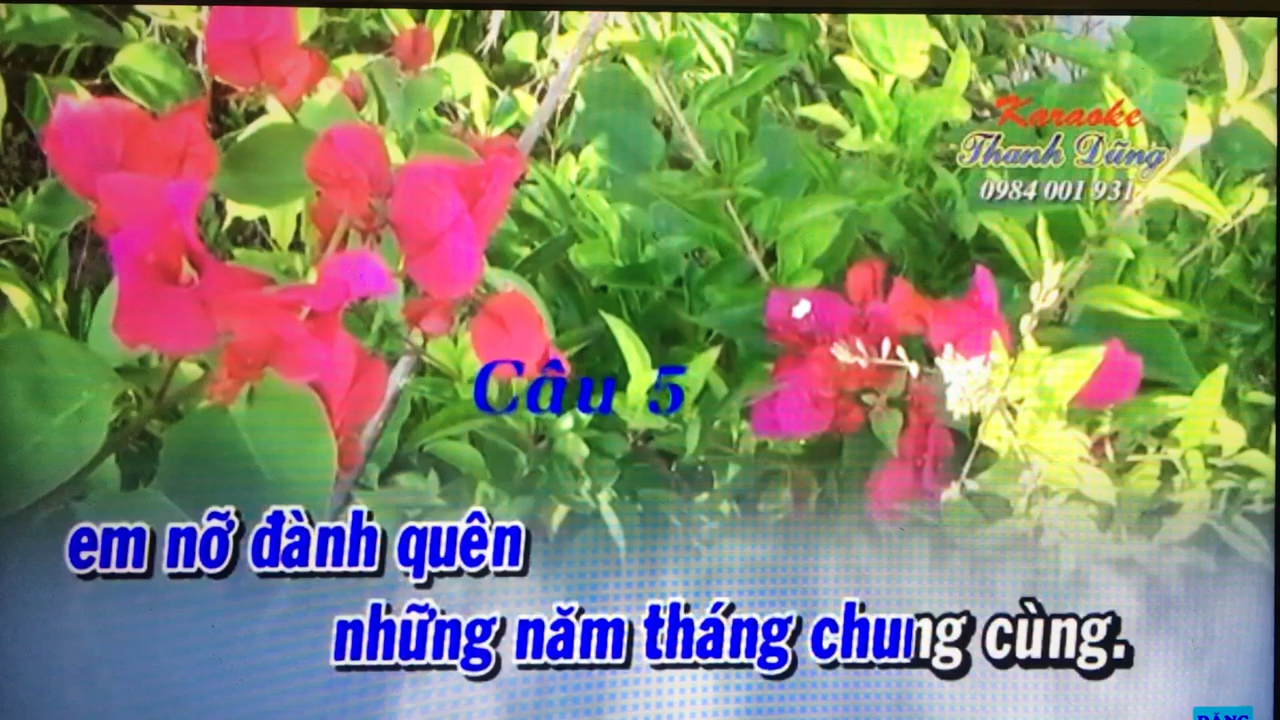 Karaoke
Thanh Dũng
0984 001 931
Câu 5
em nỡ đành quên
những năm tháng chung cùng.